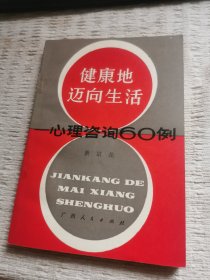 健康地
迈向生活
—心理咨询60例
JIANKANG DE
MAI XIANG
SHENGHUO
广西人民出版社